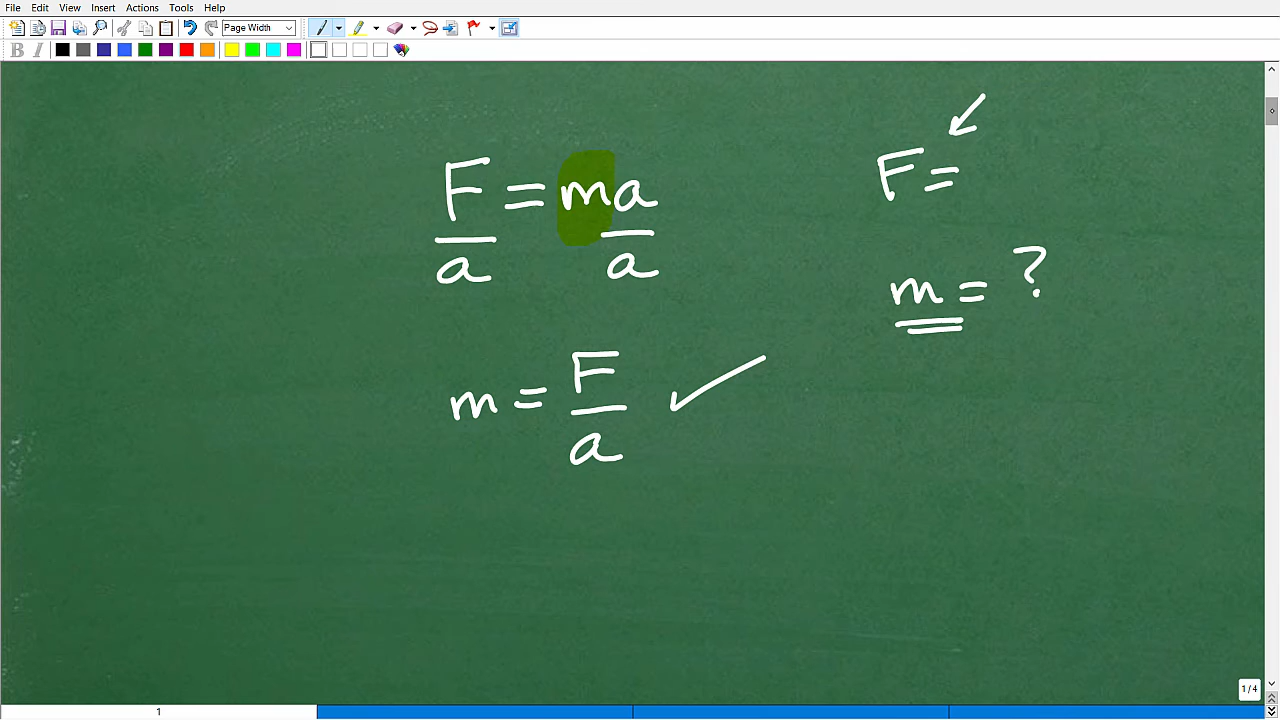 File Edit View Insert Actions Tools Help
Page Width
B I
F = ma
a a
F =
m = ?
m = F
a
1 / 4
1